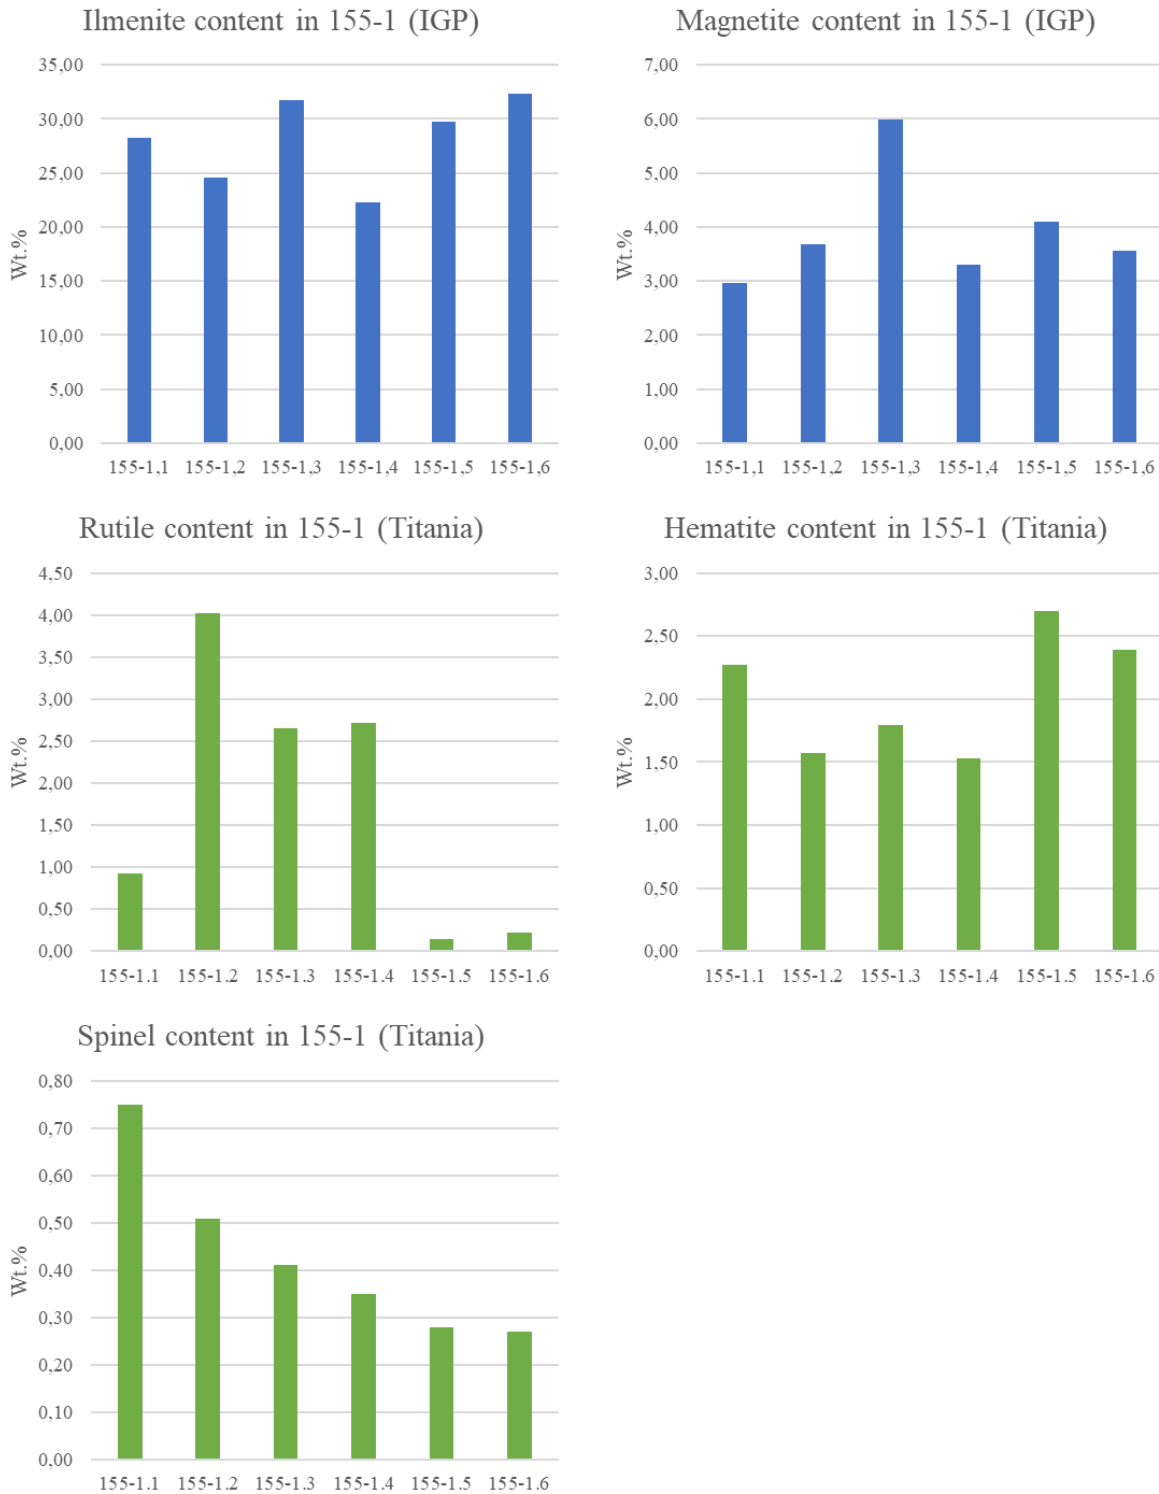 Ilmenite content in 155-1 (IGP)
35,00
30,00
25,00
20,00
15,00
10,00
5,00
0,00
Wt.%
155-1,1 155-1,2 155-1,3 155-1,4 155-1,5 155-1,6
Magnetite content in 155-1 (IGP)
7,00
6,00
5,00
4,00
3,00
2,00
1,00
0,00
Wt.%
155-1,1 155-1,2 155-1,3 155-1,4 155-1,5 155-1,6
Rutile content in 155-1 (Titania)
4,50
4,00
3,50
3,00
2,50
2,00
1,50
1,00
0,50
0,00
Wt.%
155-1.1 155-1.2 155-1.3 155-1.4 155-1.5 155-1.6
Hematite content in 155-1 (Titania)
3,00
2,50
2,00
1,50
1,00
0,50
0,00
Wt.%
155-1.1 155-1.2 155-1.3 155-1.4 155-1.5 155-1.6
Spinel content in 155-1 (Titania)
0,80
0,70
0,60
0,50
0,40
0,30
0,20
0,10
0,00
Wt.%
155-1.1 155-1.2 155-1.3 155-1.4 155-1.5 155-1.6